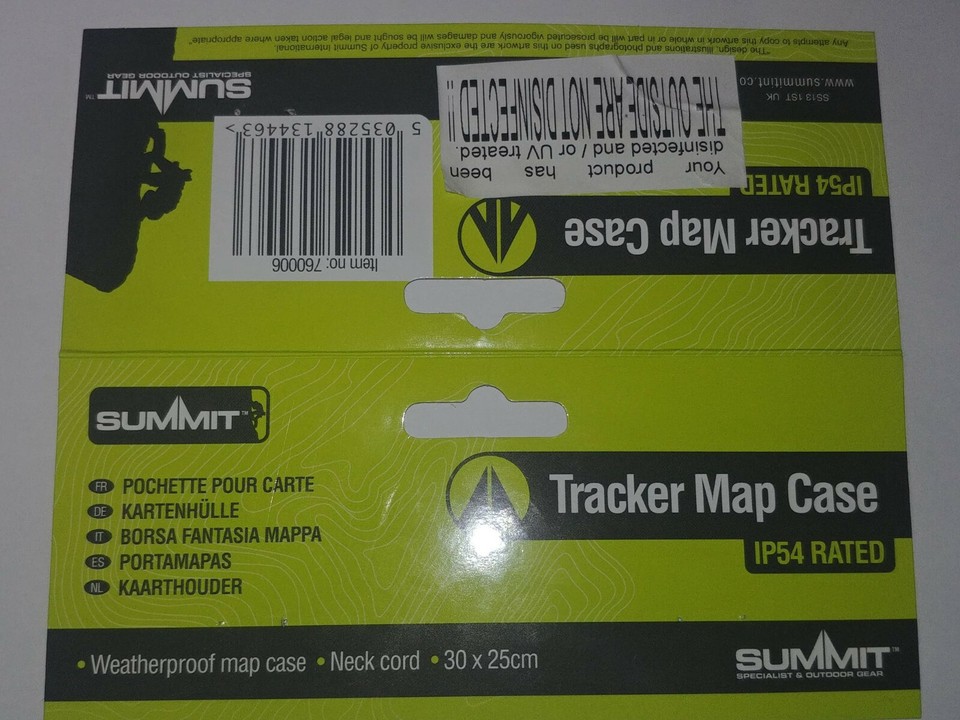 "The design, illustrations and photographs used on this artwork are the exclusive property of Summit International.
Any attempts to copy this artwork in whole or in part will be prosecuted vigorously and damages will be sought and legal action taken where appropriate"
SS13 1ST UK
www.summitint.co
SUMMIT™
SPECIALIST OUTDOOR GEAR
THE OUTSIDE ARE NOT DISINFECTED !!
Your product has been
disinfected and / or UV treated.
5 035288 134463 >
Item no: 760006
IP54 RATED
Tracker Map Case
SUMMIT™
FR POCHETTE POUR CARTE
DE KARTENHÜLLE
IT BORSA FANTASIA MAPPA
ES PORTAMAPAS
NL KAARTHOUDER
Tracker Map Case
IP54 RATED
• Weatherproof map case • Neck cord • 30 x 25cm
SUMMIT™
SPECIALIST & OUTDOOR GEAR